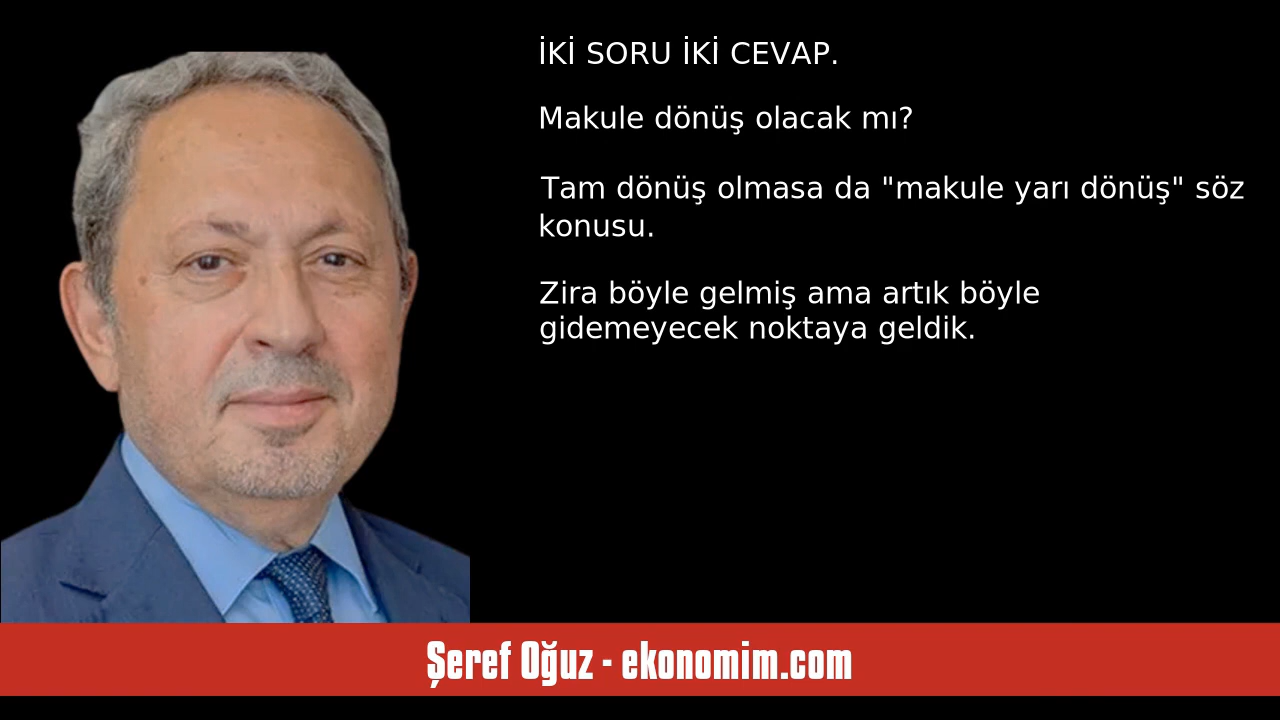 İKİ SORU İKİ CEVAP.
Makule dönüş olacak mı?
Tam dönüş olmasa da "makule yarı dönüş" söz
konusu.
Zira böyle gelmiş ama artık böyle
gidemeyecek noktaya geldik.
Şeref Oğuz - ekonomim.com